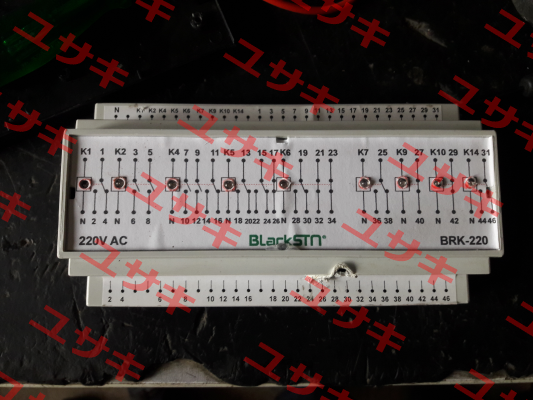 N K1 K2 K4 K5 K6 K7 K9 K10 K14 1 3 5 7 9 11 13 15 17 19 21 23 25 27 29 31
K1 1 K2 3 5 K4 7 9 11 K5 13 15 17 K6 19 21 23 K7 25 K9 27 K10 29 K14 31
N 2 4 N 6 8 N 10 12 14 16 N 18 20 22 24 26 N 28 30 32 34 N 36 38 N 40 N 42 N 44 46
220V AC BLackSTN® BRK-220
2 4 8 10 12 14 16 18 20 22 24 26 28 30 32 34 36 38 40 42 44 46
ユサキ